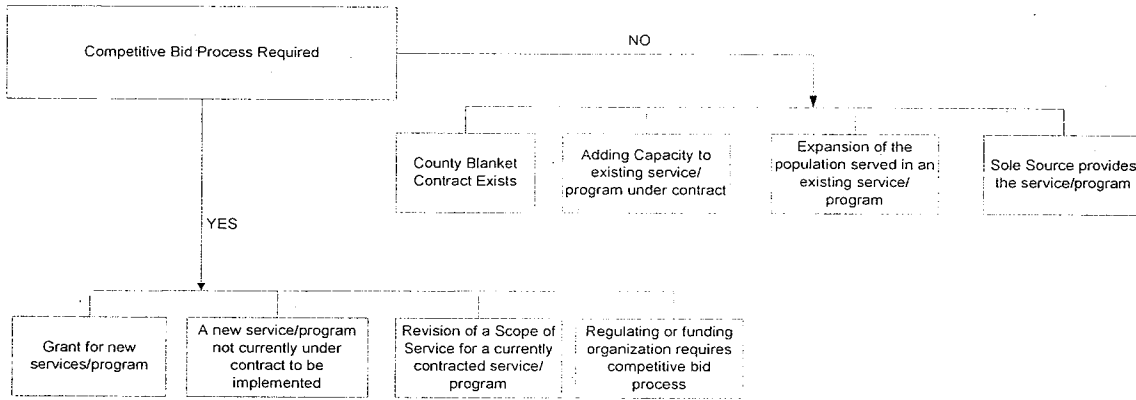 Competitive Bid Process Required
NO
County Blanket
Contract Exists
Adding Capacity to
existing service/
program under contract
Expansion of the
population served in an
existing service/
program
Sole Source provides
the service/program
YES
Grant for new
services/program
A new service/program
not currently under
contract to be
implemented
Revision of a Scope of
Service for a currently
contracted service/
program
Regulating or funding
organization requires
competitive bid
process